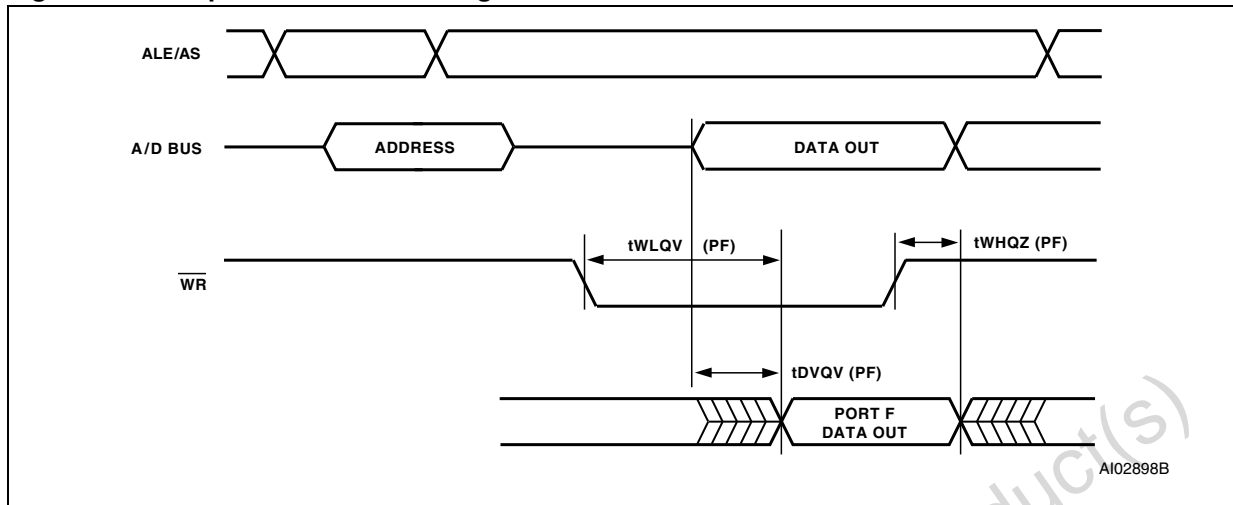 ALE/AS
A/D BUS
ADDRESS
DATA OUT
tWLQV (PF)
tWHQZ (PF)
WR
tDVQV (PF)
PORT F
DATA OUT
AI02898B